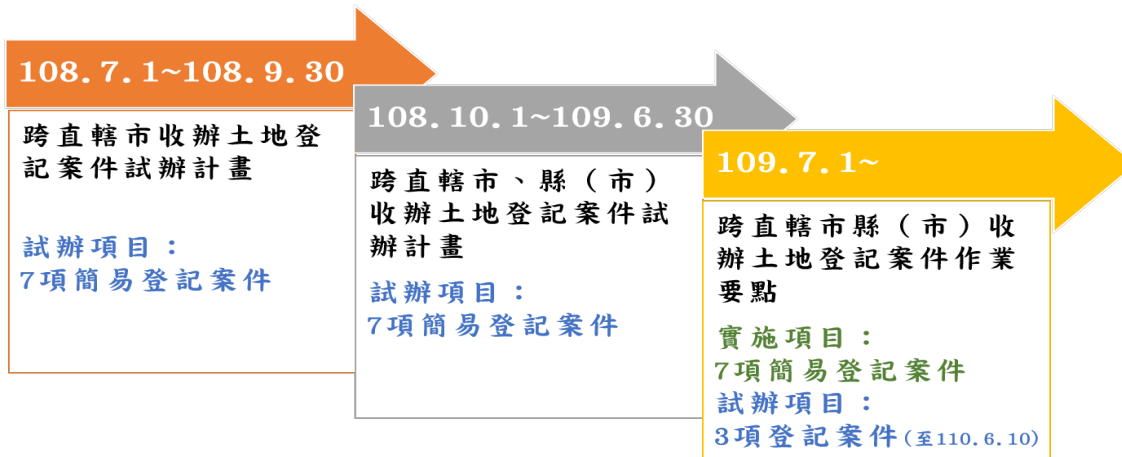 108.7.1~108.9.30
跨直轄市收辦土地登
記案件試辦計畫
試辦項目：
7項簡易登記案件
108.10.1~109.6.30
跨直轄市、縣（市）
收辦土地登記案件試
辦計畫
試辦項目：
7項簡易登記案件
109.7.1~
跨直轄市縣（市）收
辦土地登記案件作業
要點
實施項目：
7項簡易登記案件
試辦項目：
3項登記案件(至110.6.10)